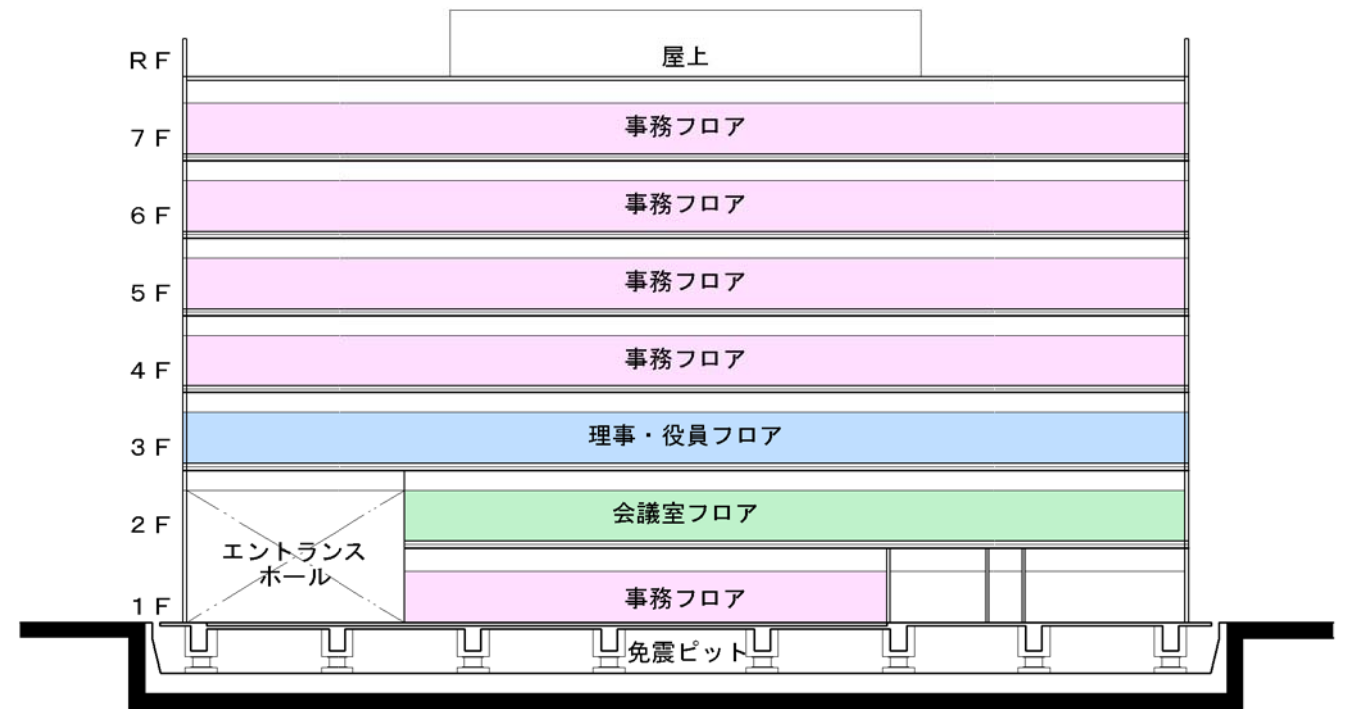 RF 屋上
7F 事務フロア
6F 事務フロア
5F 事務フロア
4F 事務フロア
3F 理事・役員フロア
2F 会議室フロア
エントランス
ホール
1F 事務フロア
免震ピット